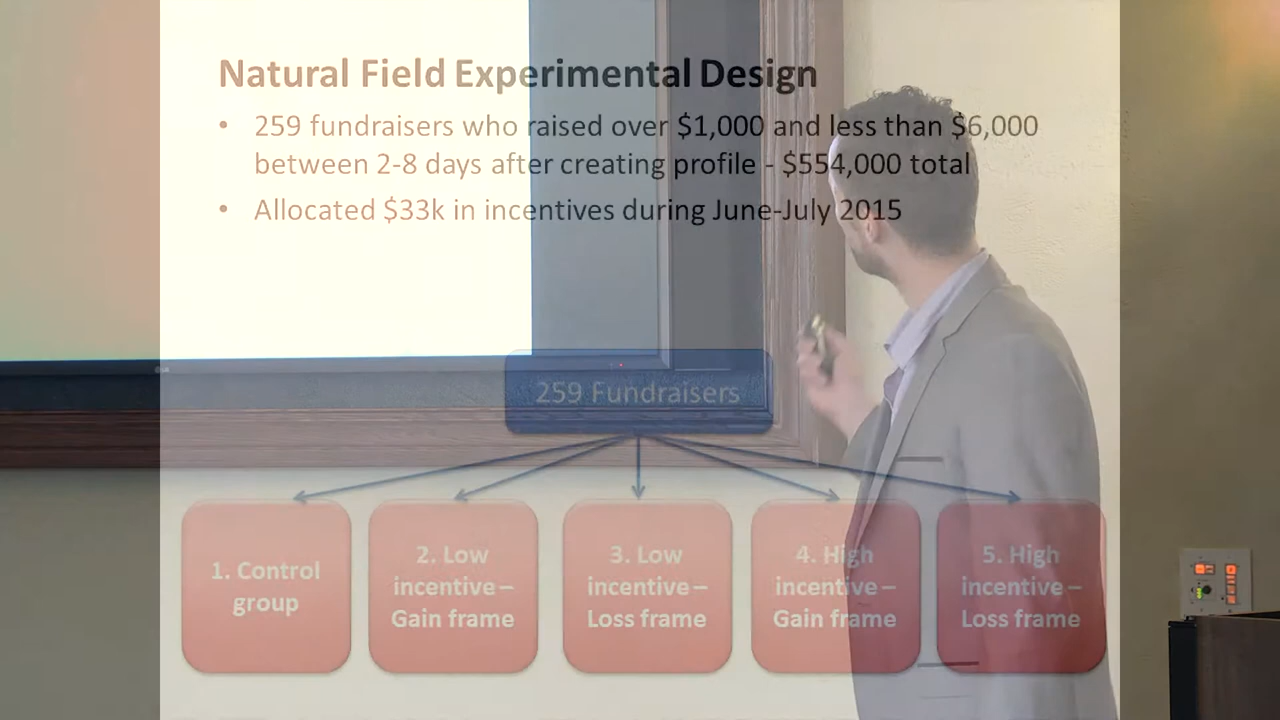 Natural Field Experimental Design
• 259 fundraisers who raised over $1,000 and less than $6,000
between 2-8 days after creating profile - $554,000 total
• Allocated $33k in incentives during June-July 2015
259 Fundraisers
1. Control
group
2. Low
incentive –
Gain frame
3. Low
incentive –
Loss frame
4. High
incentive –
Gain frame
5. High
incentive –
Loss frame